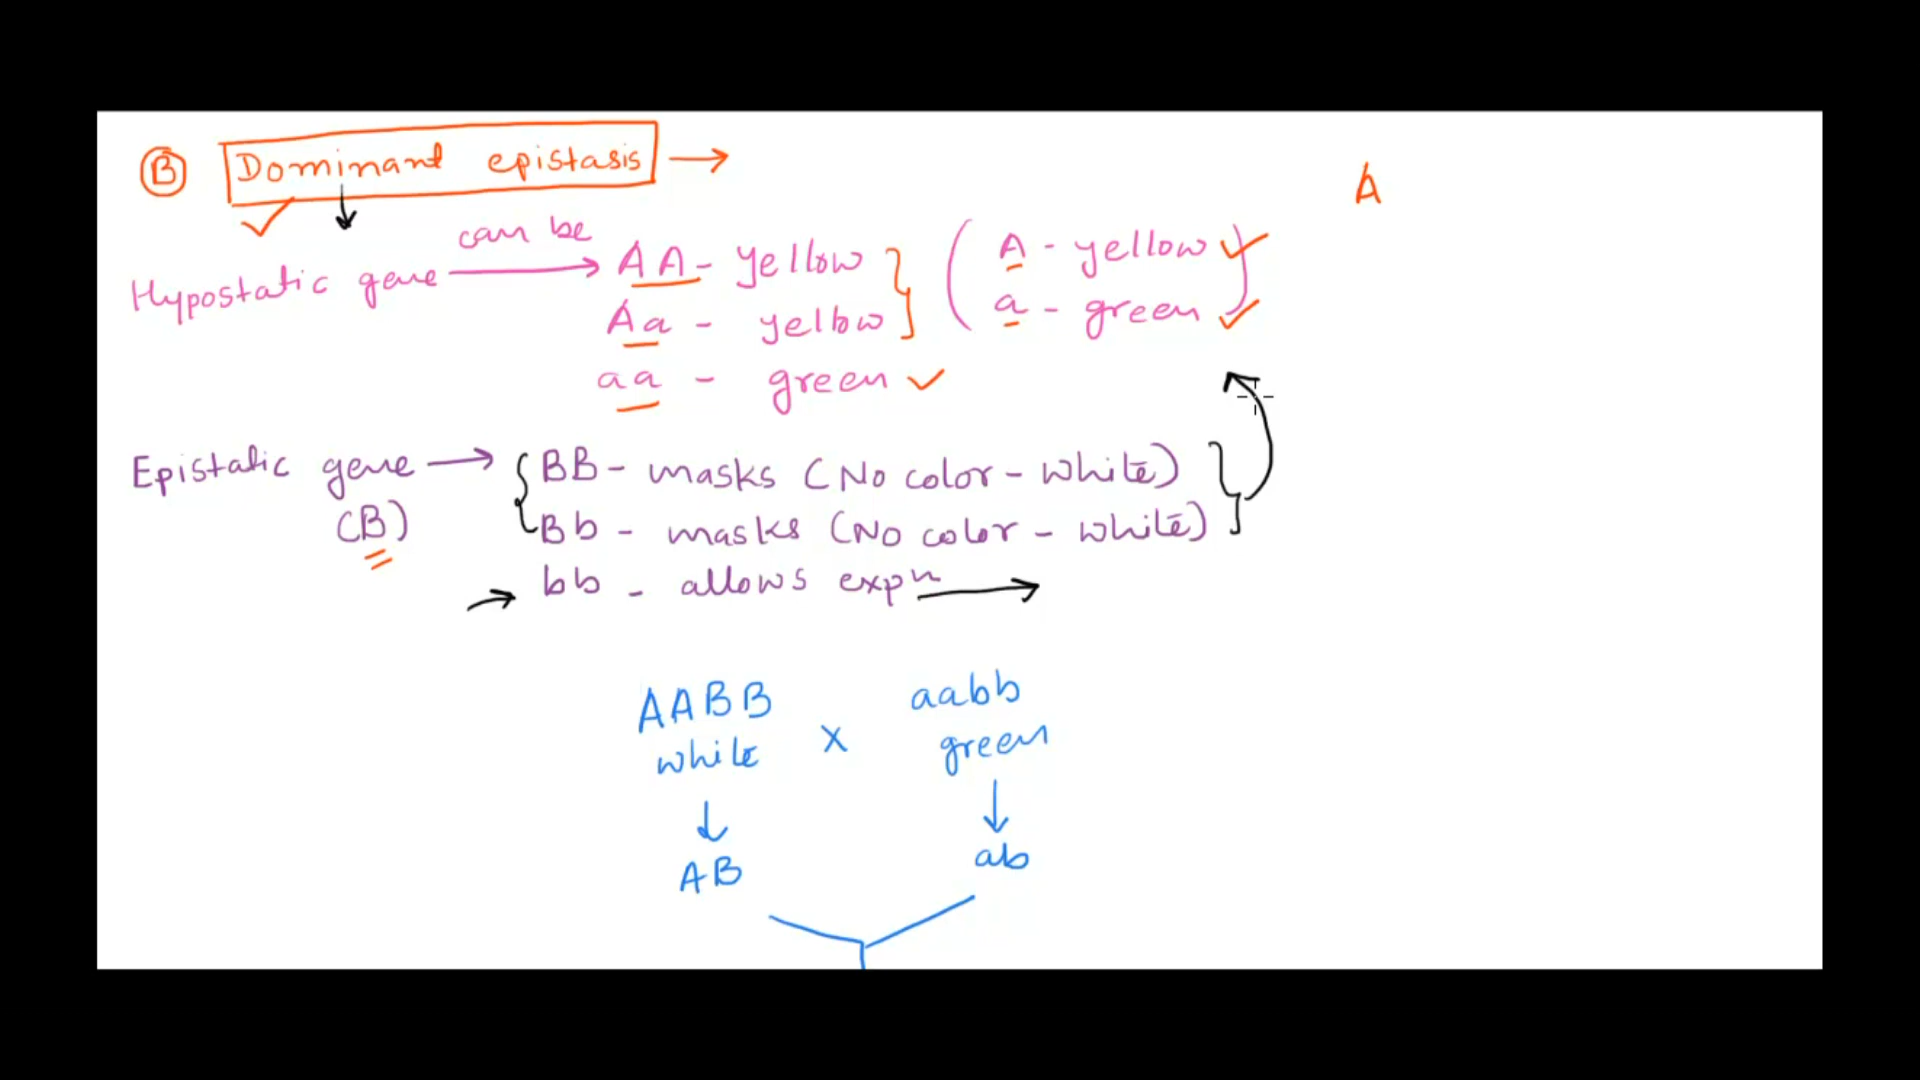 B Dominant epistasis →
A
Hypostatic gene can be → AA - yellow } ( A - yellow
Aa - yellow a - green )
aa - green
Epistatic gene → { BB - masks (No color - white) }
(B) Bb - masks (No color - white)
→ bb - allows expn →
AABB x aabb
white green
↓ ↓
AB ab